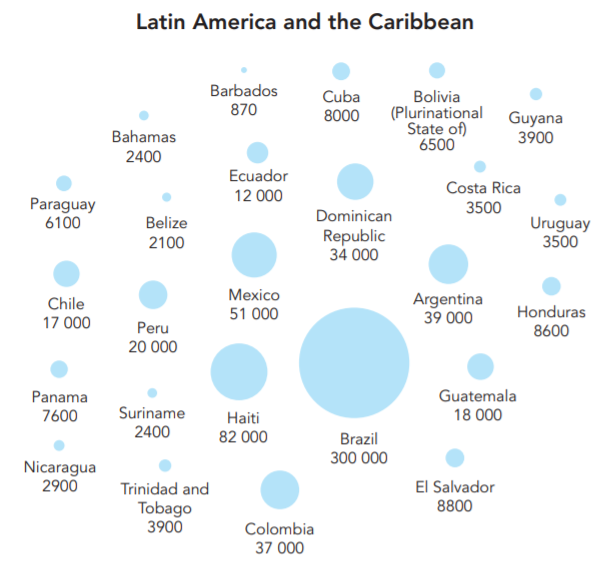 Latin America and the Caribbean
Barbados
870
Cuba
8000
Bolivia
(Plurinational
State of)
6500
Guyana
3900
Bahamas
2400
Ecuador
12 000
Dominican
Republic
34 000
Costa Rica
3500
Paraguay
6100
Belize
2100
Uruguay
3500
Chile
17 000
Peru
20 000
Mexico
51 000
Argentina
39 000
Honduras
8600
Panama
7600
Suriname
2400
Haiti
82 000
Brazil
300 000
Guatemala
18 000
Nicaragua
2900
Trinidad and
Tobago
3900
Colombia
37 000
El Salvador
8800